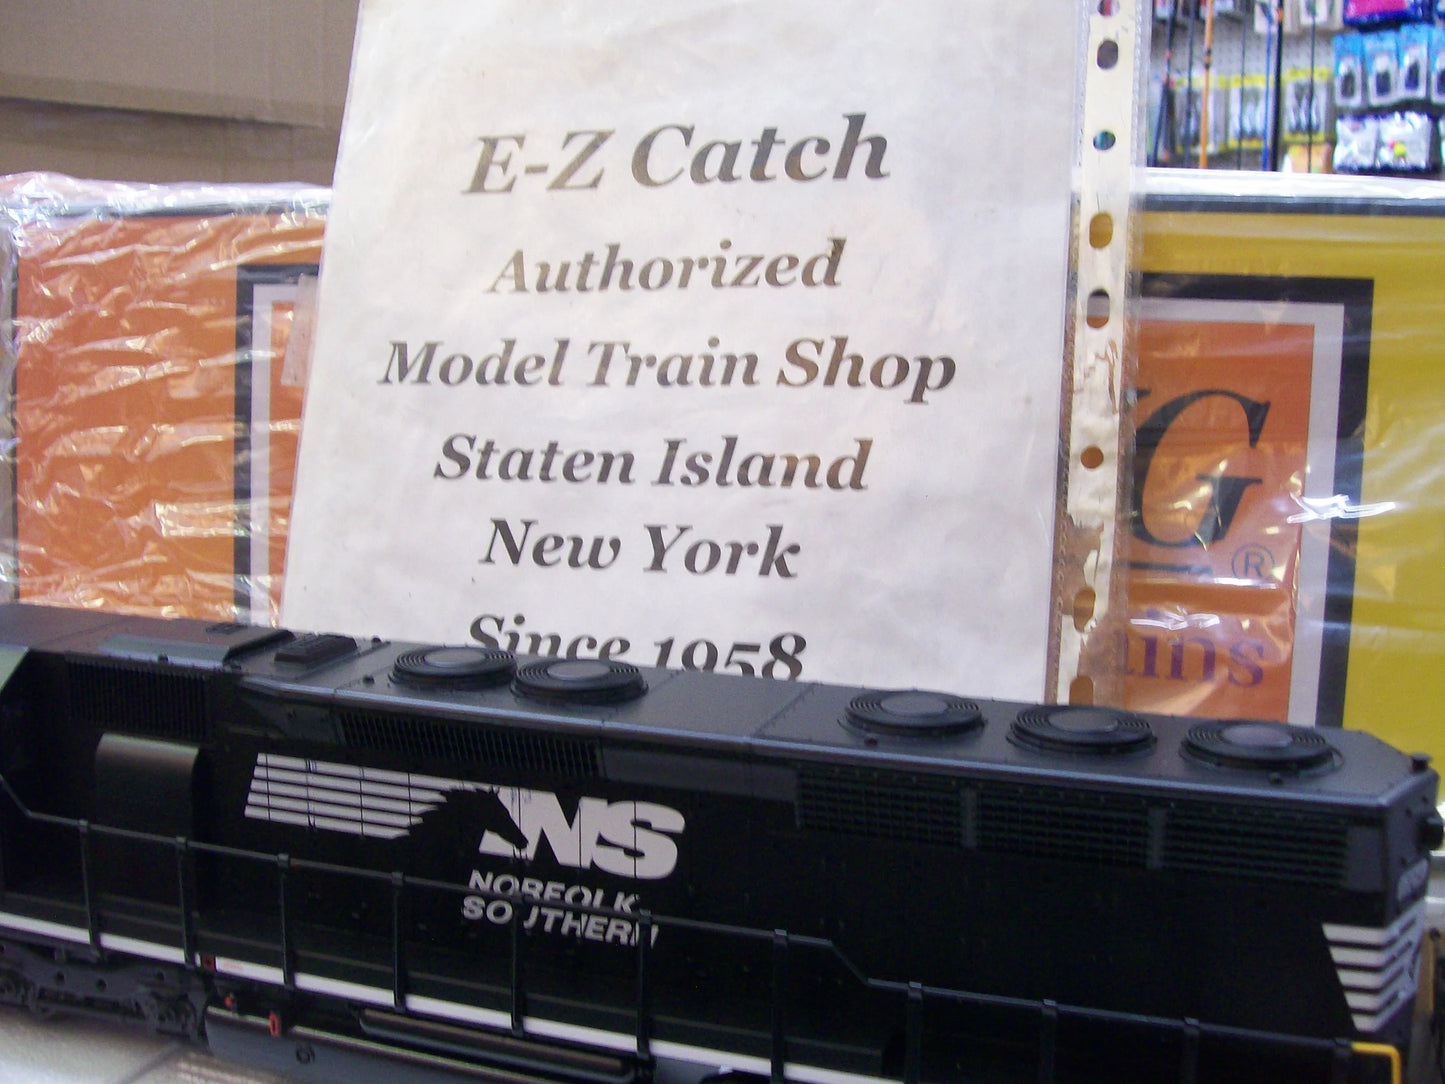 E-Z Catch
Authorized
Model Train Shop
Staten Island
New York
Since 1958
G
®
NS
NORFOLK
SOUTHERN